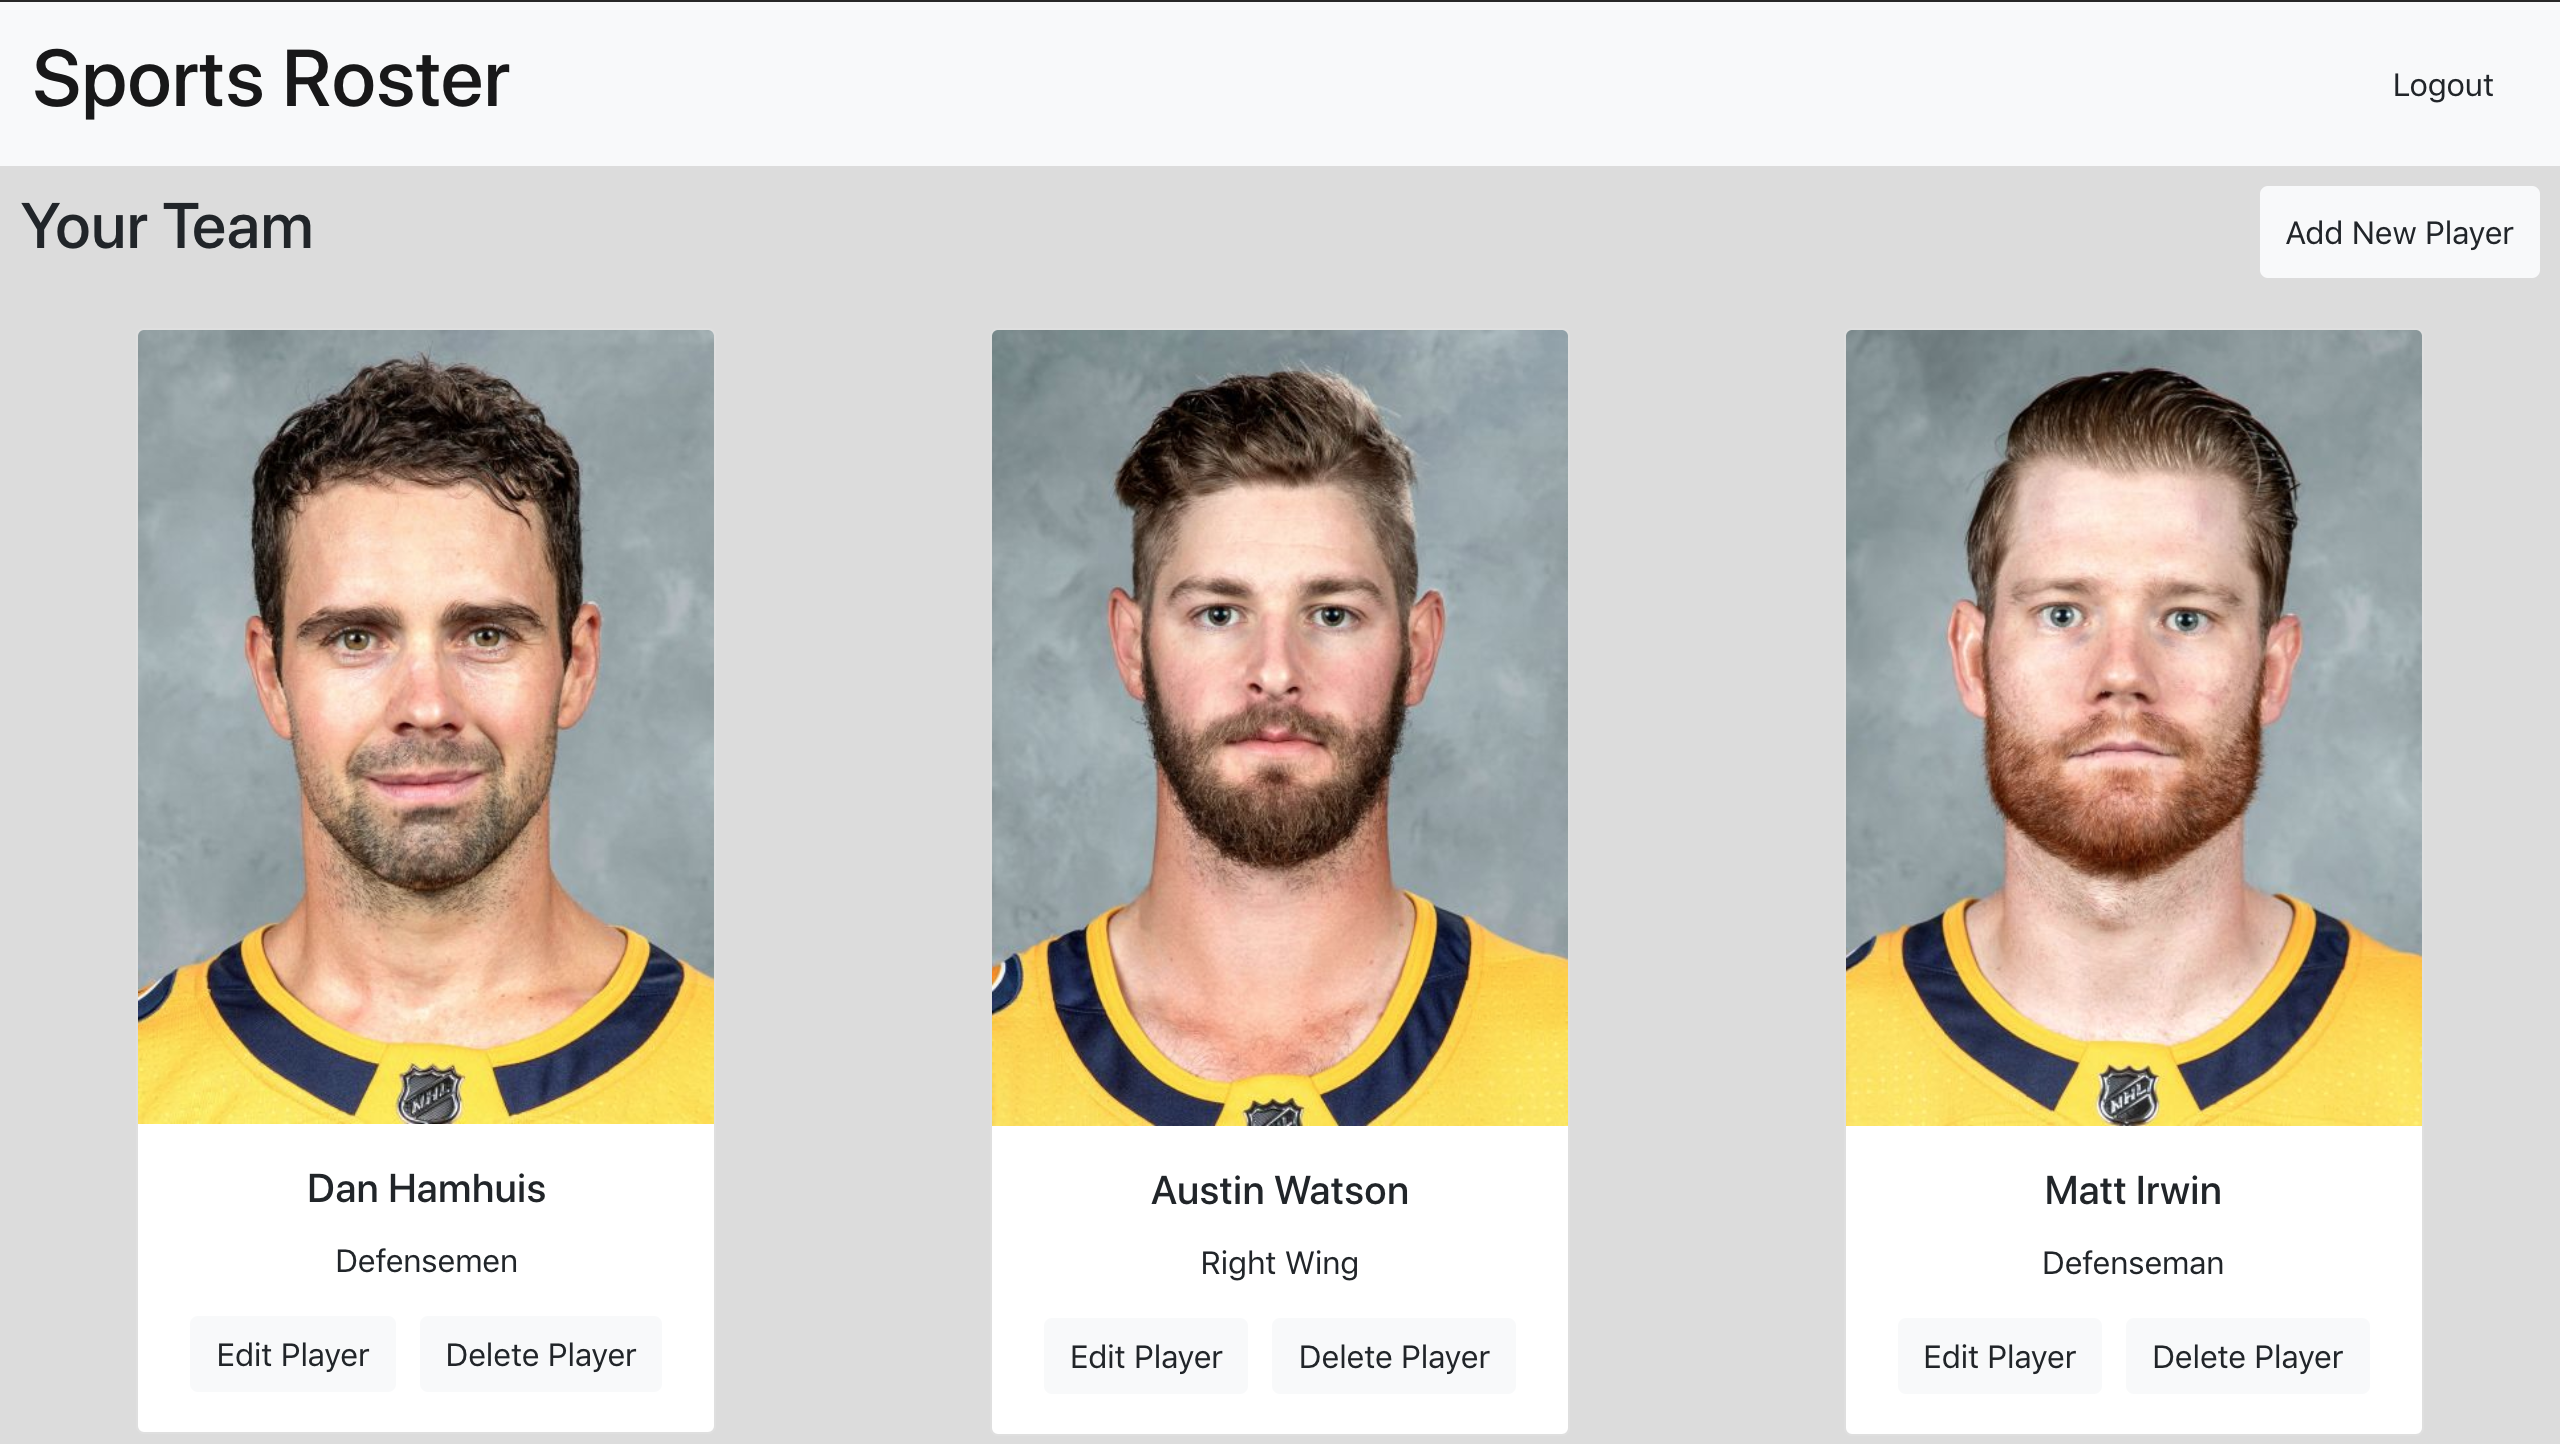 Sports Roster
Logout
Your Team
Add New Player
NHL
NHL
NHL
Dan Hamhuis
Defensemen
Edit Player Delete Player
Austin Watson
Right Wing
Edit Player Delete Player
Matt Irwin
Defenseman
Edit Player Delete Player